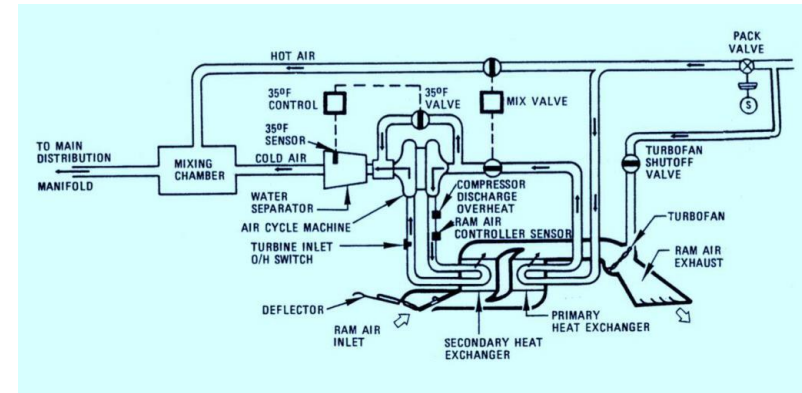 PACK
VALVE
HOT AIR
35ºF
CONTROL
35ºF
VALVE
MIX VALVE
S
35ºF
SENSOR
TO MAIN
DISTRIBUTION
MANIFOLD
MIXING
CHAMBER
COLD AIR
TURBOFAN
SHUTOFF
VALVE
WATER
SEPARATOR
AIR CYCLE MACHINE
COMPRESSOR
DISCHARGE
OVERHEAT
RAM AIR
CONTROLLER SENSOR
TURBINE INLET
O/H SWITCH
TURBOFAN
RAM AIR
EXHAUST
DEFLECTOR
RAM AIR
INLET
SECONDARY HEAT
EXCHANGER
PRIMARY
HEAT EXCHANGER